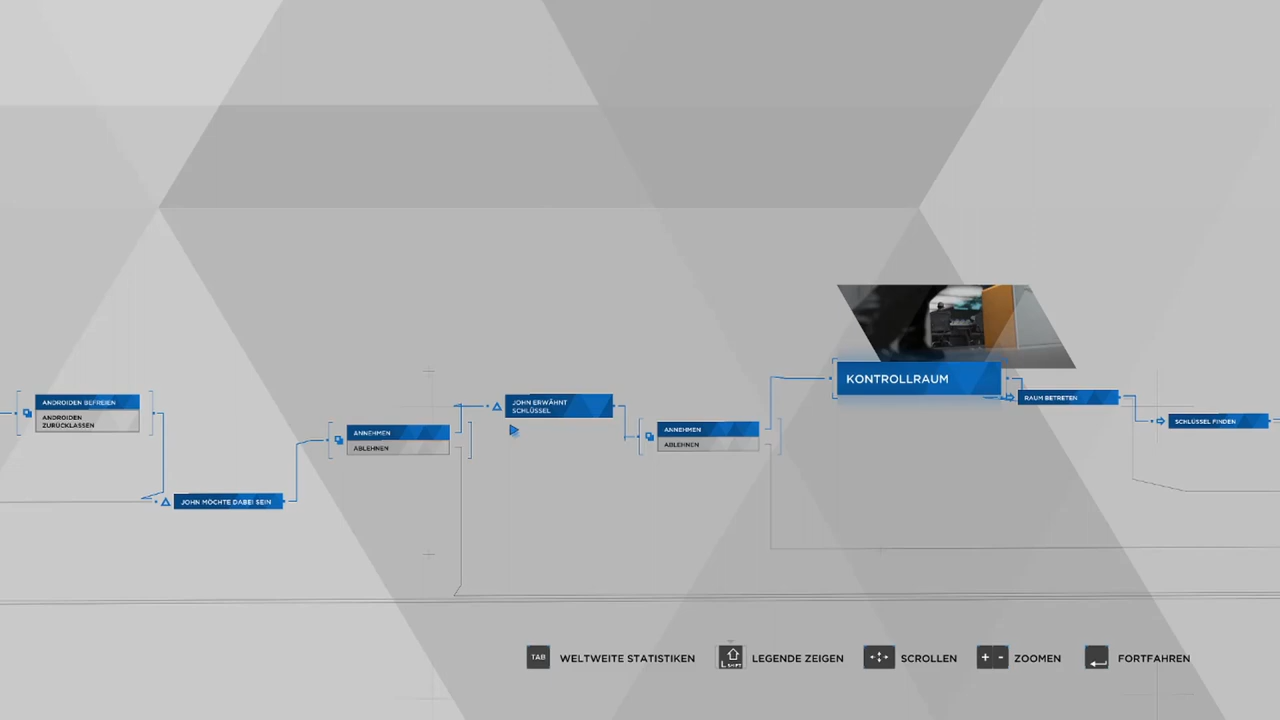 ANDROIDEN BEFREIEN
ANDROIDEN
ZURÜCKLASSEN
JOHN MÖCHTE DABEI SEIN
ANNEHMEN
ABLEHNEN
JOHN ERWÄHNT
SCHLÜSSEL
ANNEHMEN
ABLEHNEN
KONTROLLRAUM
RAUM BETRETEN
SCHLÜSSEL FINDEN
TAB WELTWEITE STATISTIKEN
L SHIFT LEGENDE ZEIGEN
SCROLLEN
+ - ZOOMEN
FORTFAHREN